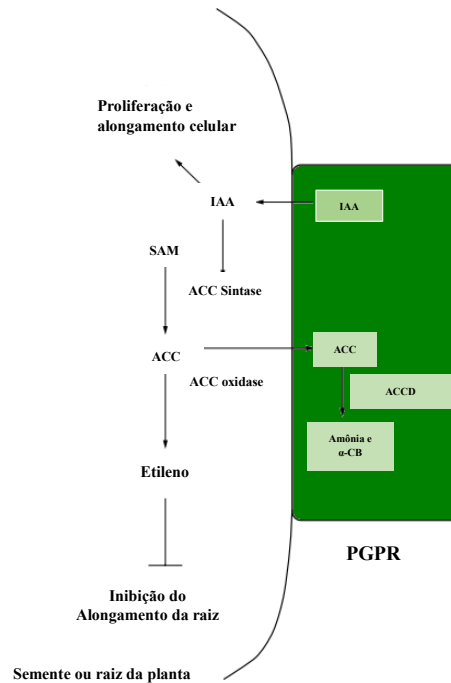 Proliferação e
alongamento celular
IAA
IAA
SAM
ACC Sintase
ACC
ACC
ACC oxidase
ACCD
Amônia e
α-CB
Etileno
PGPR
Inibição do
Alongamento da raiz
Semente ou raiz da planta